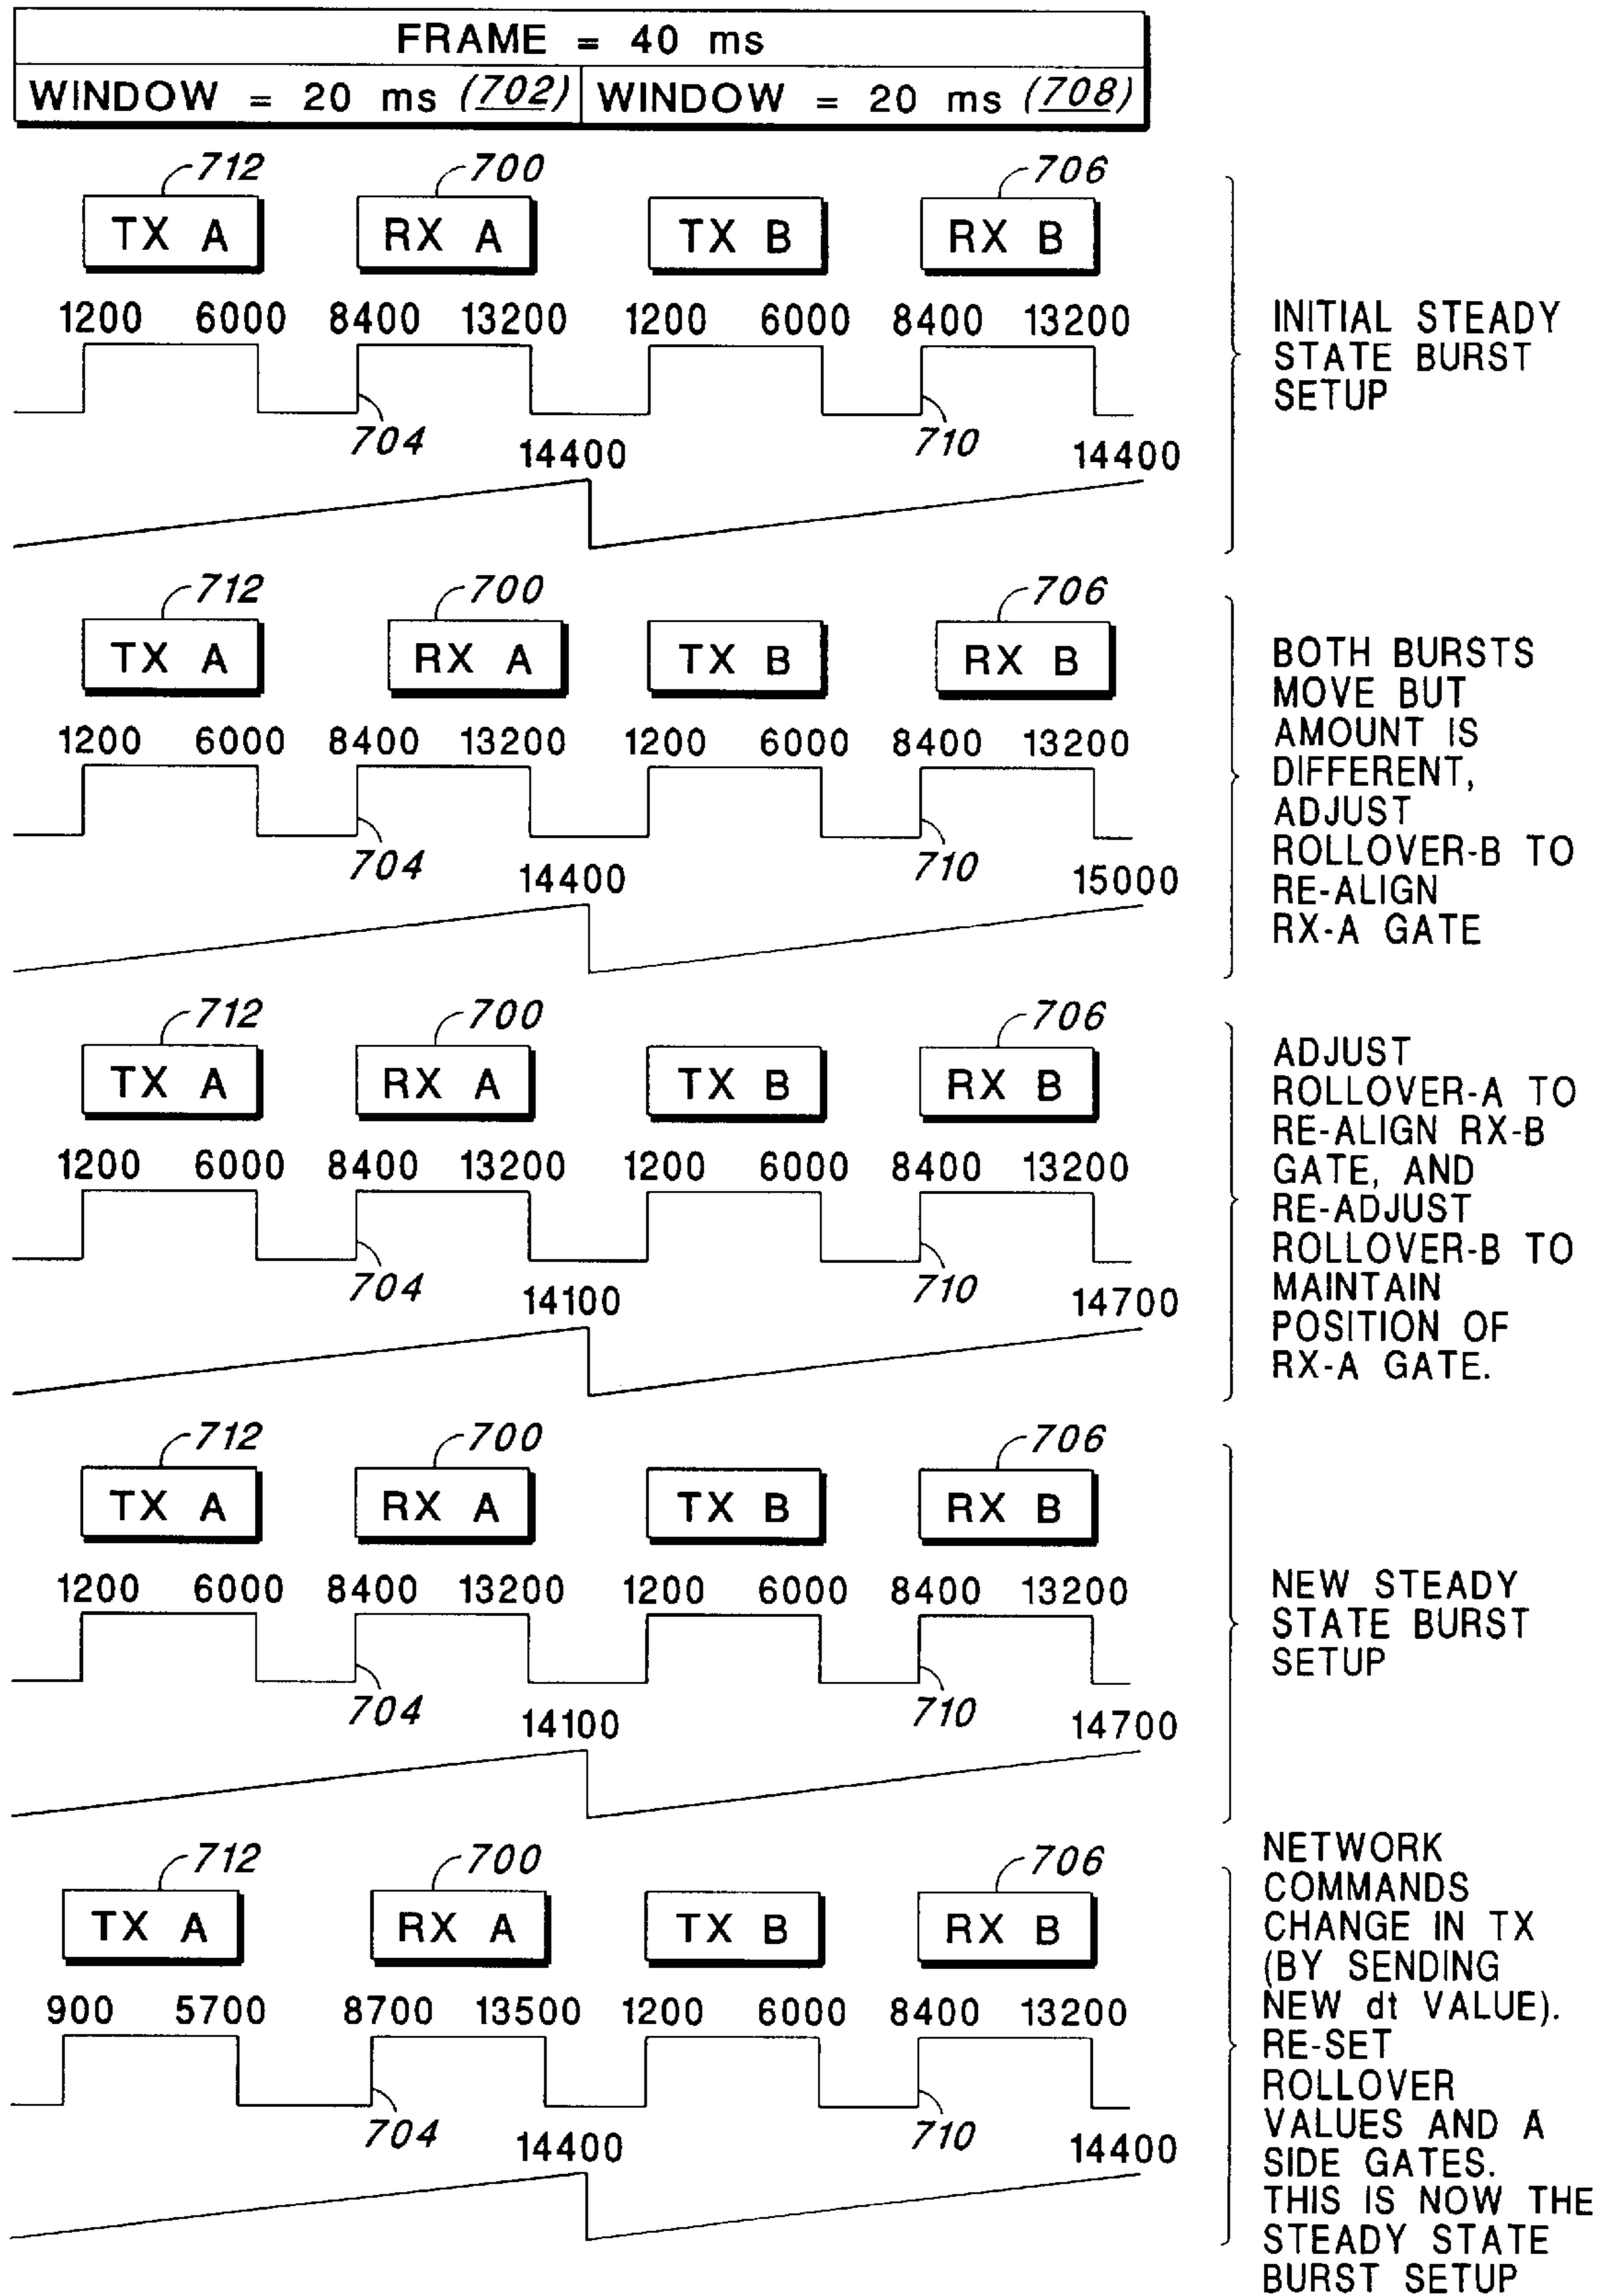 FRAME = 40 ms
WINDOW = 20 ms (702) WINDOW = 20 ms (708)
712 700 706
TX A RX A TX B RX B
1200 6000 8400 13200 1200 6000 8400 13200
704 710
14400 14400
INITIAL STEADY
STATE BURST
SETUP
712 700 706
TX A RX A TX B RX B
1200 6000 8400 13200 1200 6000 8400 13200
704 710
14400 15000
BOTH BURSTS
MOVE BUT
AMOUNT IS
DIFFERENT,
ADJUST
ROLLOVER-B TO
RE-ALIGN
RX-A GATE
712 700 706
TX A RX A TX B RX B
1200 6000 8400 13200 1200 6000 8400 13200
704 710
14100 14700
ADJUST
ROLLOVER-A TO
RE-ALIGN RX-B
GATE, AND
RE-ADJUST
ROLLOVER-B TO
MAINTAIN
POSITION OF
RX-A GATE.
712 700 706
TX A RX A TX B RX B
1200 6000 8400 13200 1200 6000 8400 13200
704 710
14100 14700
NEW STEADY
STATE BURST
SETUP
712 700 706
TX A RX A TX B RX B
900 5700 8700 13500 1200 6000 8400 13200
704 710
14400 14400
NETWORK
COMMANDS
CHANGE IN TX
(BY SENDING
NEW dt VALUE).
RE-SET
ROLLOVER
VALUES AND A
SIDE GATES.
THIS IS NOW THE
STEADY STATE
BURST SETUP